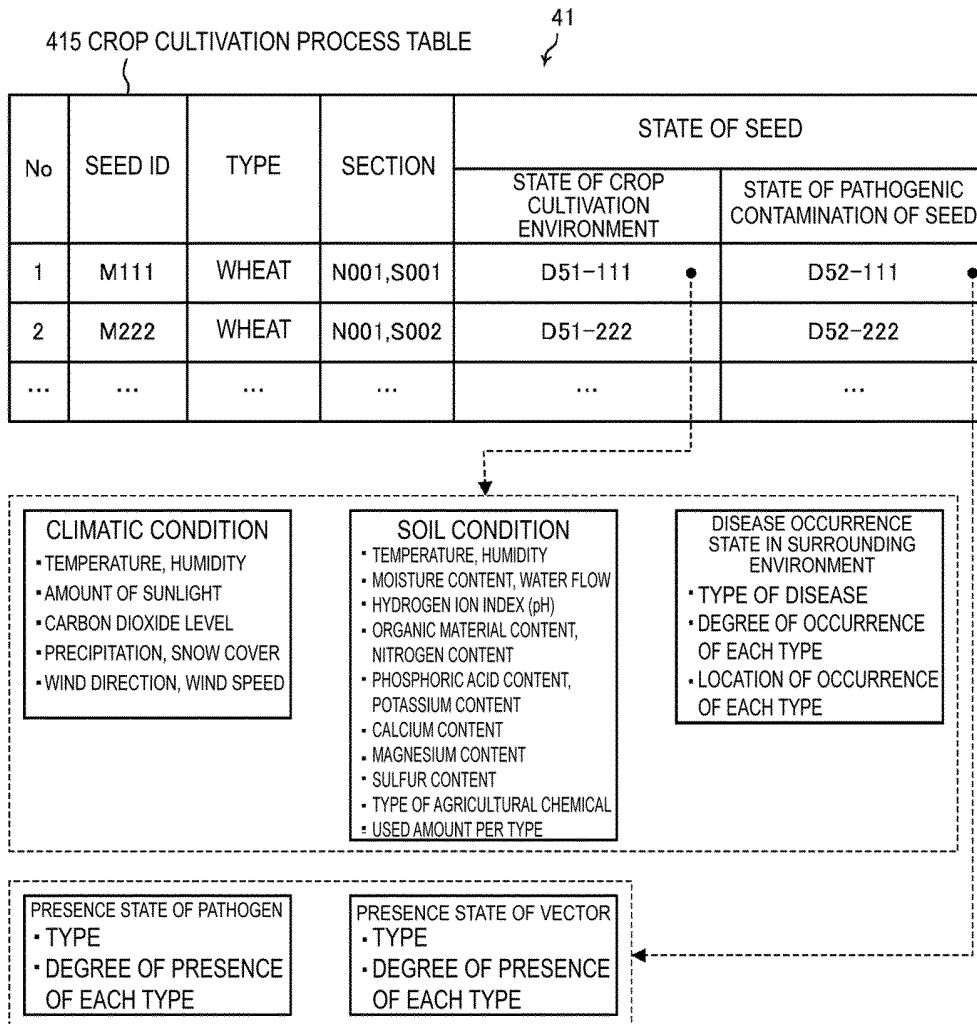 41
415 CROP CULTIVATION PROCESS TABLE
No
SEED ID
TYPE
SECTION
STATE OF SEED
STATE OF CROP
CULTIVATION
ENVIRONMENT
STATE OF PATHOGENIC
CONTAMINATION OF SEED
1 M111 WHEAT N001,S001 D51-111 D52-111
2 M222 WHEAT N001,S002 D51-222 D52-222
... ... ... ... ... ...
CLIMATIC CONDITION
▪ TEMPERATURE, HUMIDITY
▪ AMOUNT OF SUNLIGHT
▪ CARBON DIOXIDE LEVEL
▪ PRECIPITATION, SNOW COVER
▪ WIND DIRECTION, WIND SPEED
SOIL CONDITION
▪ TEMPERATURE, HUMIDITY
▪ MOISTURE CONTENT, WATER FLOW
▪ HYDROGEN ION INDEX (pH)
▪ ORGANIC MATERIAL CONTENT,
NITROGEN CONTENT
▪ PHOSPHORIC ACID CONTENT,
POTASSIUM CONTENT
▪ CALCIUM CONTENT
▪ MAGNESIUM CONTENT
▪ SULFUR CONTENT
▪ TYPE OF AGRICULTURAL CHEMICAL
▪ USED AMOUNT PER TYPE
DISEASE OCCURRENCE
STATE IN SURROUNDING
ENVIRONMENT
▪ TYPE OF DISEASE
▪ DEGREE OF OCCURRENCE
OF EACH TYPE
▪ LOCATION OF OCCURRENCE
OF EACH TYPE
PRESENCE STATE OF PATHOGEN
▪ TYPE
▪ DEGREE OF PRESENCE
OF EACH TYPE
PRESENCE STATE OF VECTOR
▪ TYPE
▪ DEGREE OF PRESENCE
OF EACH TYPE